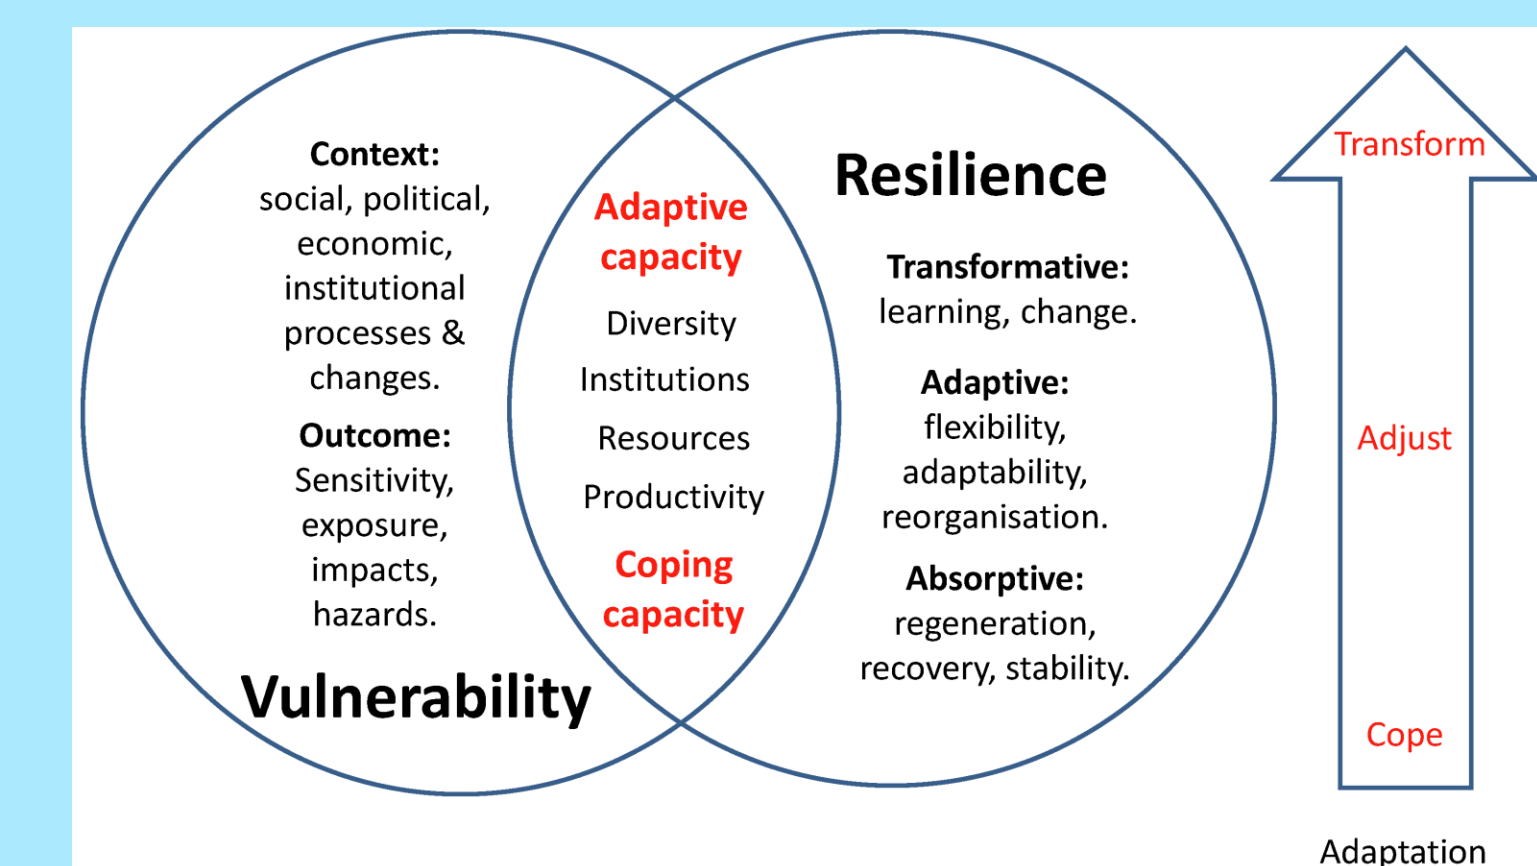 Context:
social, political,
economic,
institutional
processes &
changes.
Outcome:
Sensitivity,
exposure,
impacts,
hazards.
Vulnerability
Adaptive
capacity
Diversity
Institutions
Resources
Productivity
Coping
capacity
Resilience
Transformative:
learning, change.
Adaptive:
flexibility,
adaptability,
reorganisation.
Absorptive:
regeneration,
recovery, stability.
Transform
Adjust
Cope
Adaptation